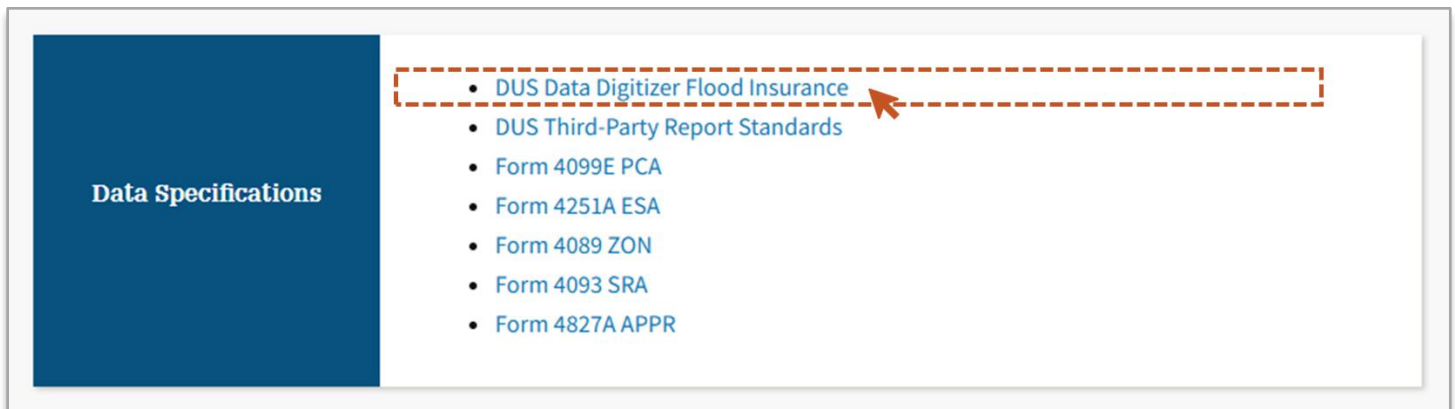 Data Specifications
DUS Data Digitizer Flood Insurance
DUS Third-Party Report Standards
Form 4099E PCA
Form 4251A ESA
Form 4089 ZON
Form 4093 SRA
Form 4827A APPR